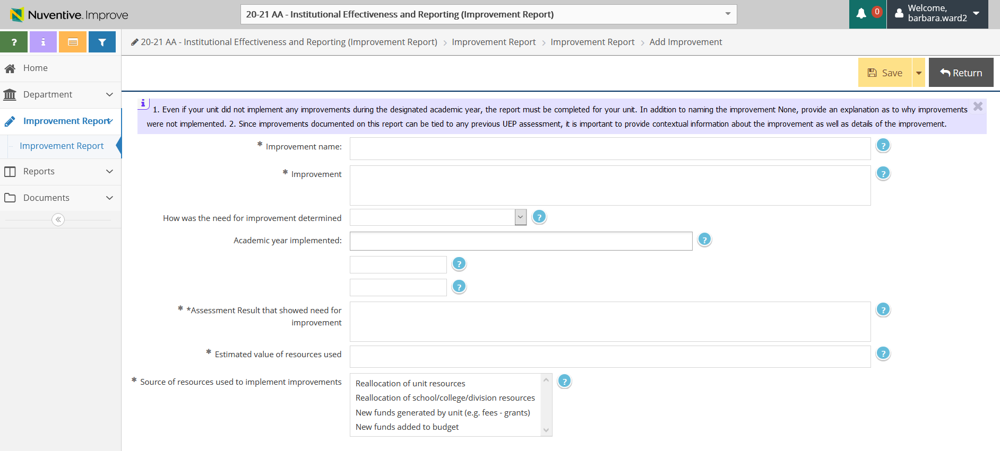 Nuventive. Improve
20-21 AA - Institutional Effectiveness and Reporting (Improvement Report)
0
Welcome,
barbara.ward2
?
i
20-21 AA - Institutional Effectiveness and Reporting (Improvement Report) > Improvement Report > Improvement Report > Add Improvement
Home
Department
Improvement Report
Improvement Report
Reports
Documents
Save
Return
i
1. Even if your unit did not implement any improvements during the designated academic year, the report must be completed for your unit. In addition to naming the improvement None, provide an explanation as to why improvements
were not implemented. 2. Since improvements documented on this report can be tied to any previous UEP assessment, it is important to provide contextual information about the improvement as well as details of the improvement.
* Improvement name:
?
* Improvement
?
How was the need for improvement determined
?
Academic year implemented:
?
?
?
* *Assessment Result that showed need for
improvement
?
* Estimated value of resources used
?
* Source of resources used to implement improvements
Reallocation of unit resources
Reallocation of school/college/division resources
New funds generated by unit (e.g. fees - grants)
New funds added to budget
?